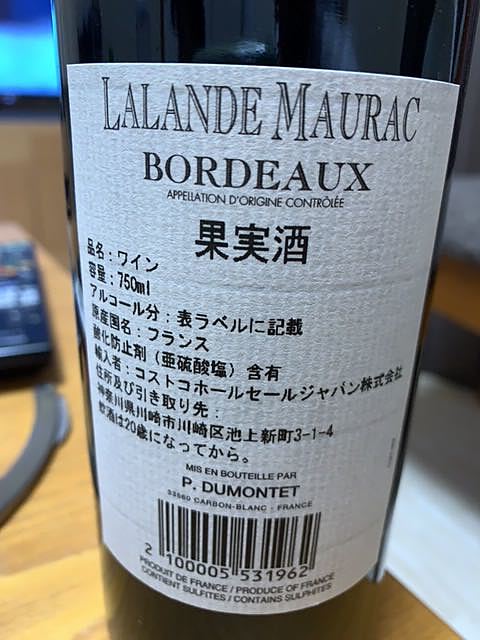 LALANDE MAURAC
BORDEAUX
APPELLATION D'ORIGINE CONTRÔLÉE
果実酒
品名：ワイン
容量：750ml
アルコール分：表ラベルに記載
原産国名：フランス
酸化防止剤（亜硫酸塩）含有
輸入者：コストコホールセールジャパン株式会社
住所及び引き取り先：
神奈川県川崎市川崎区池上新町3-1-4
飲酒は20歳になってから。
MIS EN BOUTEILLE PAR
P. DUMONTET
33560 CARBON-BLANC - FRANCE
2 100005 531962
PRODUIT DE FRANCE / PRODUCE OF FRANCE
CONTIENT SULFITES / CONTAINS SULPHITES